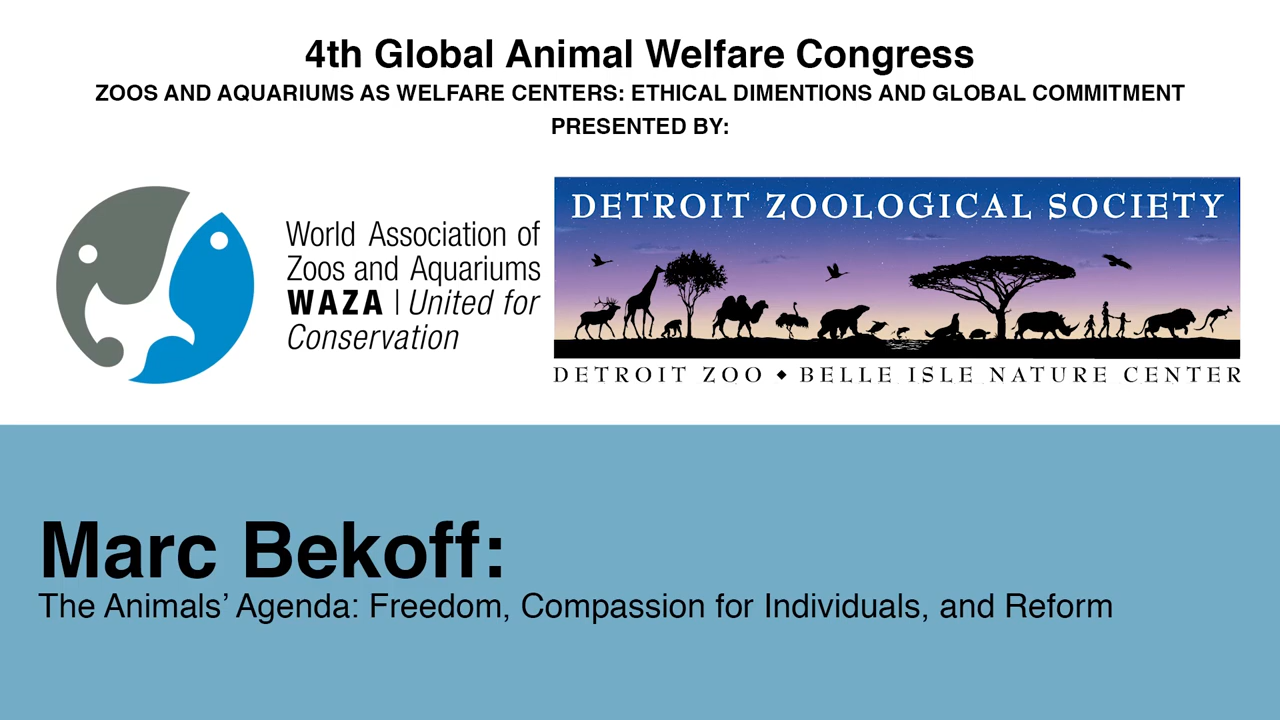 4th Global Animal Welfare Congress
ZOOS AND AQUARIUMS AS WELFARE CENTERS: ETHICAL DIMENTIONS AND GLOBAL COMMITMENT
PRESENTED BY:
World Association of
Zoos and Aquariums
WAZA | United for
Conservation
DETROIT ZOOLOGICAL SOCIETY
DETROIT ZOO ◆ BELLE ISLE NATURE CENTER
Marc Bekoff:
The Animals’ Agenda: Freedom, Compassion for Individuals, and Reform